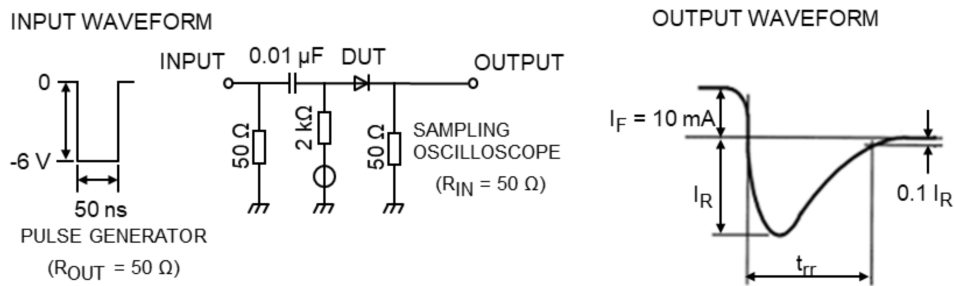 INPUT WAVEFORM
0
-6 V
50 ns
PULSE GENERATOR
(ROUT = 50 Ω)
INPUT
0.01 µF
DUT
OUTPUT
50 Ω
2 kΩ
50 Ω
SAMPLING
OSCILLOSCOPE
(RIN = 50 Ω)
OUTPUT WAVEFORM
IF = 10 mA
IR
0.1 IR
trr